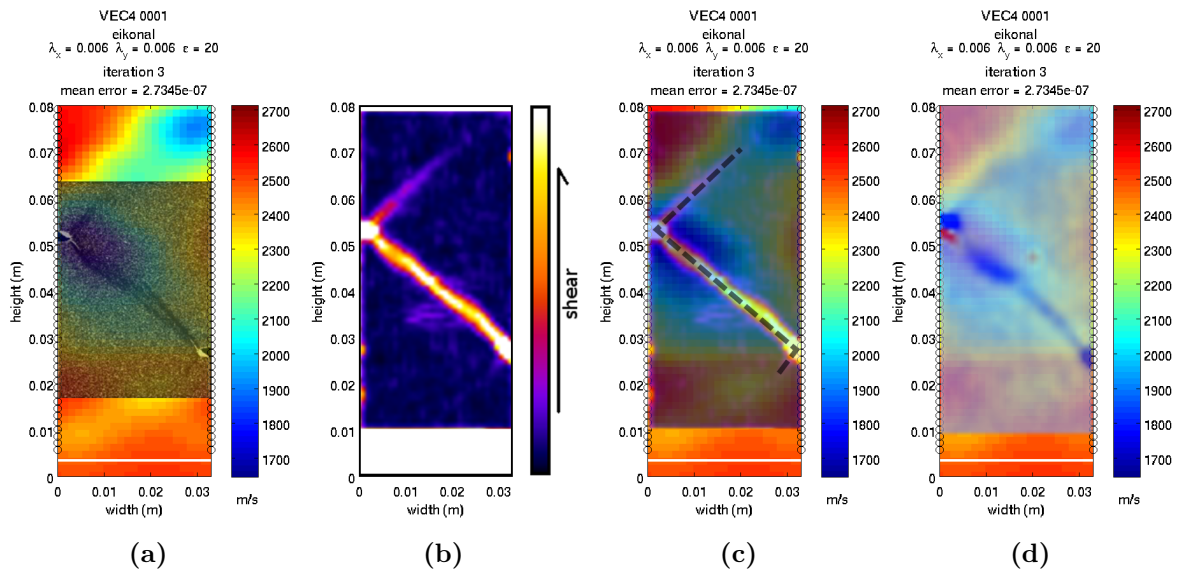 VEC4 0001
eikonal
λx = 0.006 λy = 0.006 ε = 20
iteration 3
mean error = 2.7345e-07
0.08
0.07
0.06
0.05
0.04
0.03
0.02
0.01
0
height (m)
0 0.01 0.02 0.03
width (m)
2700
2600
2500
2400
2300
2200
2100
2000
1900
1800
1700
m/s
(a)
0.08
0.07
0.06
0.05
0.04
0.03
0.02
0.01
0
height (m)
0 0.01 0.02 0.03
width (m)
shear
(b)
VEC4 0001
eikonal
λx = 0.006 λy = 0.006 ε = 20
iteration 3
mean error = 2.7345e-07
0.08
0.07
0.06
0.05
0.04
0.03
0.02
0.01
0
height (m)
0 0.01 0.02 0.03
width (m)
2700
2600
2500
2400
2300
2200
2100
2000
1900
1800
1700
m/s
(c)
VEC4 0001
eikonal
λx = 0.006 λy = 0.006 ε = 20
iteration 3
mean error = 2.7345e-07
0.08
0.07
0.06
0.05
0.04
0.03
0.02
0.01
0
height (m)
0 0.01 0.02 0.03
width (m)
2700
2600
2500
2400
2300
2200
2100
2000
1900
1800
1700
m/s
(d)